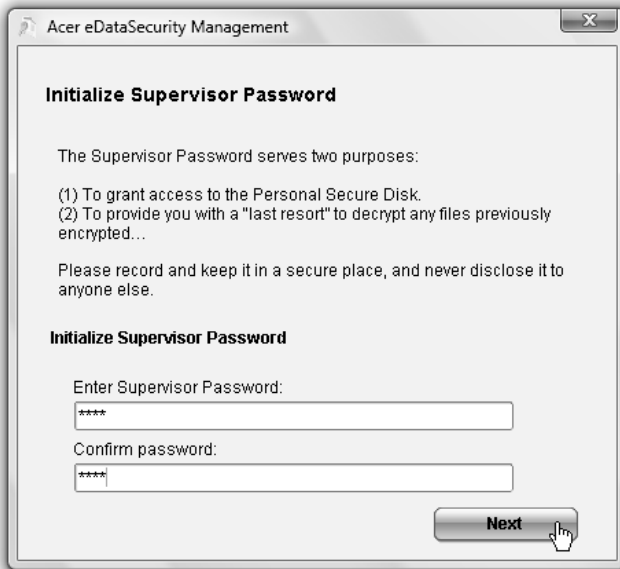 Acer eDataSecurity Management
Initialize Supervisor Password
The Supervisor Password serves two purposes:
(1) To grant access to the Personal Secure Disk.
(2) To provide you with a "last resort" to decrypt any files previously
encrypted...
Please record and keep it in a secure place, and never disclose it to
anyone else.
Initialize Supervisor Password
Enter Supervisor Password:
****
Confirm password:
****
Next